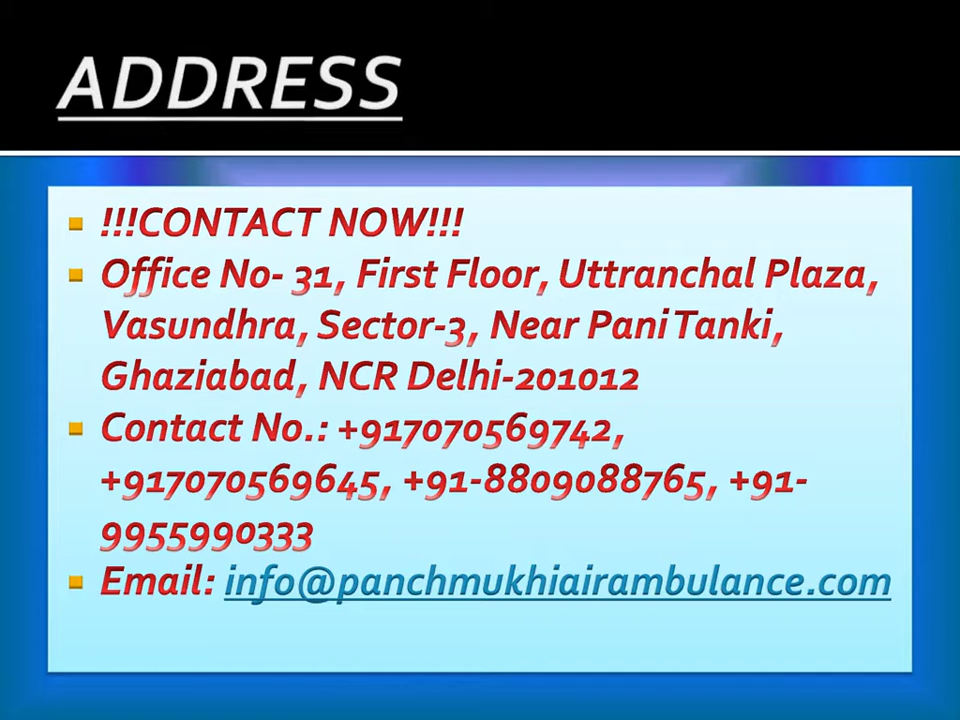 ADDRESS
!!!CONTACT NOW!!!
Office No- 31, First Floor, Uttranchal Plaza,
Vasundhra, Sector-3, Near Pani Tanki,
Ghaziabad, NCR Delhi-201012
Contact No.: +917070569742,
+917070569645, +91-8809088765, +91-
9955990333
Email: info@panchmukhiairambulance.com